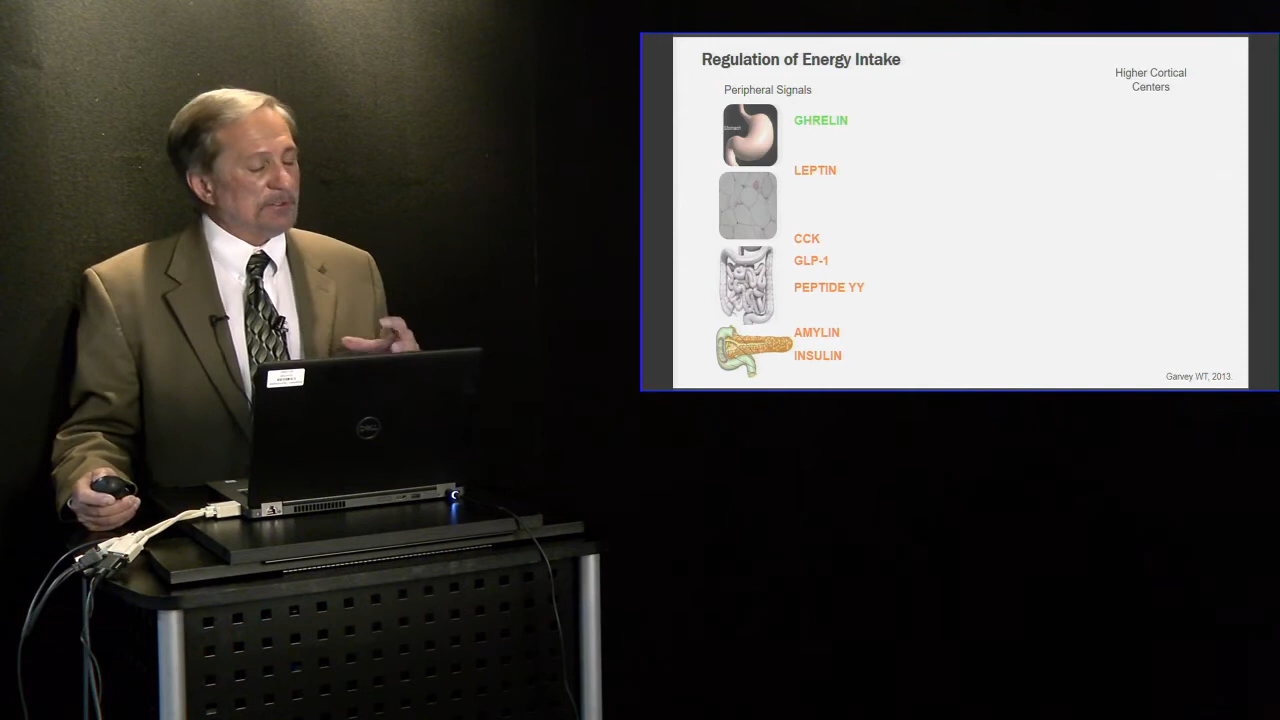 Regulation of Energy Intake
Peripheral Signals
Higher Cortical
Centers
Stomach
GHRELIN
LEPTIN
CCK
GLP-1
PEPTIDE YY
AMYLIN
INSULIN
Garvey WT, 2013.
DELL